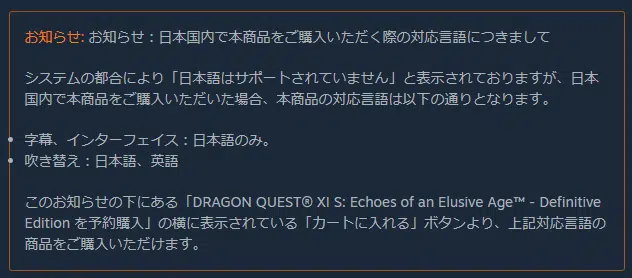 お知らせ: お知らせ：日本国内で本商品をご購入いただく際の対応言語につきまして
システムの都合により「日本語はサポートされていません」と表示されておりますが、日本
国内で本商品をご購入いただいた場合、本商品の対応言語は以下の通りとなります。
字幕、インターフェイス：日本語のみ。
吹き替え：日本語、英語
このお知らせの下にある「DRAGON QUEST® XI S: Echoes of an Elusive Age™ - Definitive
Edition を予約購入」の横に表示されている「カートに入れる」ボタンより、上記対応言語の
商品をご購入いただけます。